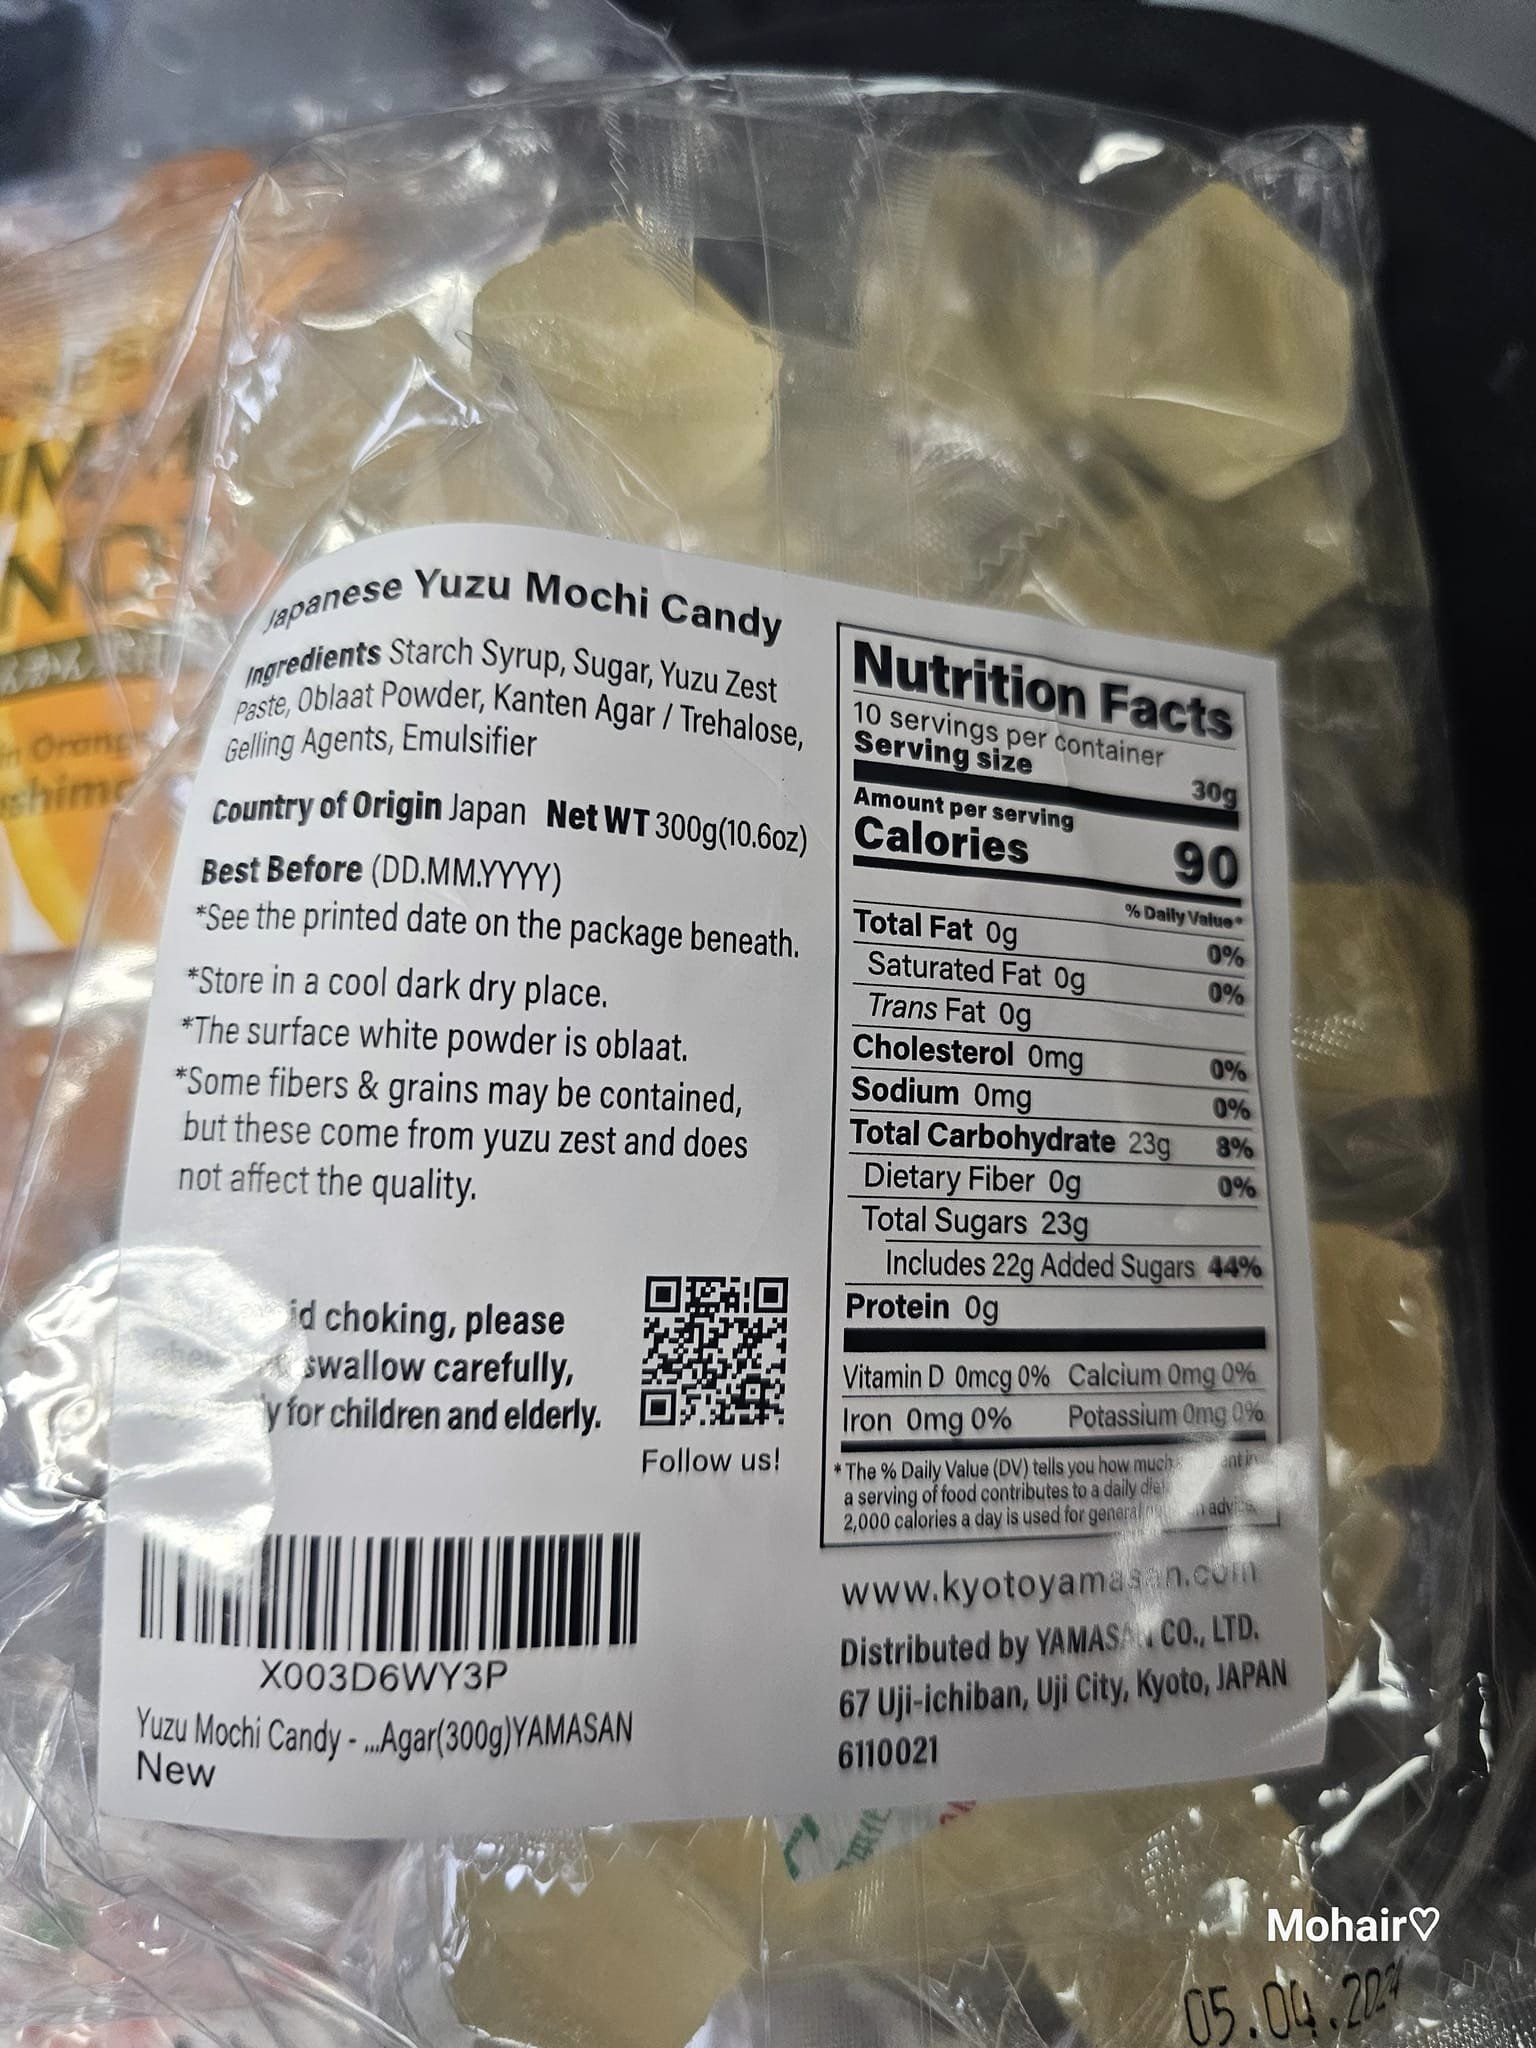 Japanese Yuzu Mochi Candy
Ingredients Starch Syrup, Sugar, Yuzu Zest
Paste, Oblaat Powder, Kanten Agar / Trehalose,
Gelling Agents, Emulsifier
Country of Origin Japan Net WT 300g(10.6oz)
Best Before (DD.MM.YYYY)
*See the printed date on the package beneath.
*Store in a cool dark dry place.
*The surface white powder is oblaat.
*Some fibers & grains may be contained,
but these come from yuzu zest and does
not affect the quality.
choking, please
swallow carefully,
for children and elderly.
Follow us!
X003D6WY3P
Yuzu Mochi Candy - ...Agar(300g)YAMASAN
New
Nutrition Facts
10 servings per container
Serving size 30g
Amount per serving
Calories 90
% Daily Value*
Total Fat 0g 0%
Saturated Fat 0g 0%
Trans Fat 0g
Cholesterol 0mg 0%
Sodium 0mg 0%
Total Carbohydrate 23g 8%
Dietary Fiber 0g 0%
Total Sugars 23g
Includes 22g Added Sugars 44%
Protein 0g
Vitamin D 0mcg 0% Calcium 0mg 0%
Iron 0mg 0% Potassium 0mg 0%
* The % Daily Value (DV) tells you how much in
a serving of food contributes to a daily
2,000 calories a day is used for general advice.
www.kyotoyamasan.com
Distributed by YAMASAN CO., LTD.
67 Uji-ichiban, Uji City, Kyoto, JAPAN
6110021
Mohair♡